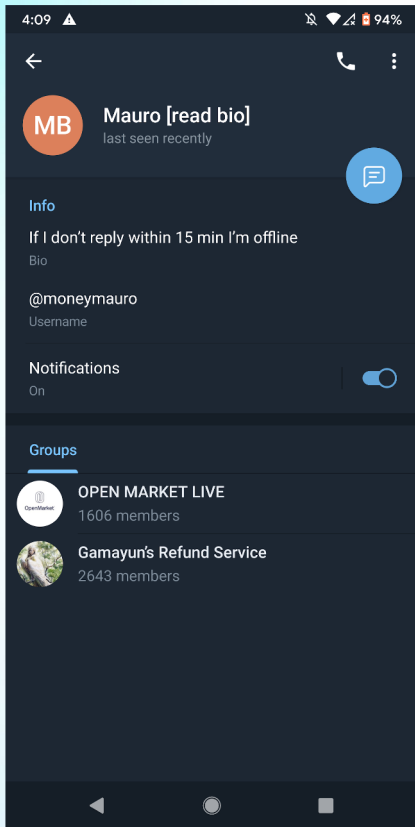 4:09 94%
MB
Mauro [read bio]
last seen recently
Info
If I don't reply within 15 min I'm offline
Bio
@moneymauro
Username
Notifications
On
Groups
OpenMarket
OPEN MARKET LIVE
1606 members
Gamayun's Refund Service
2643 members